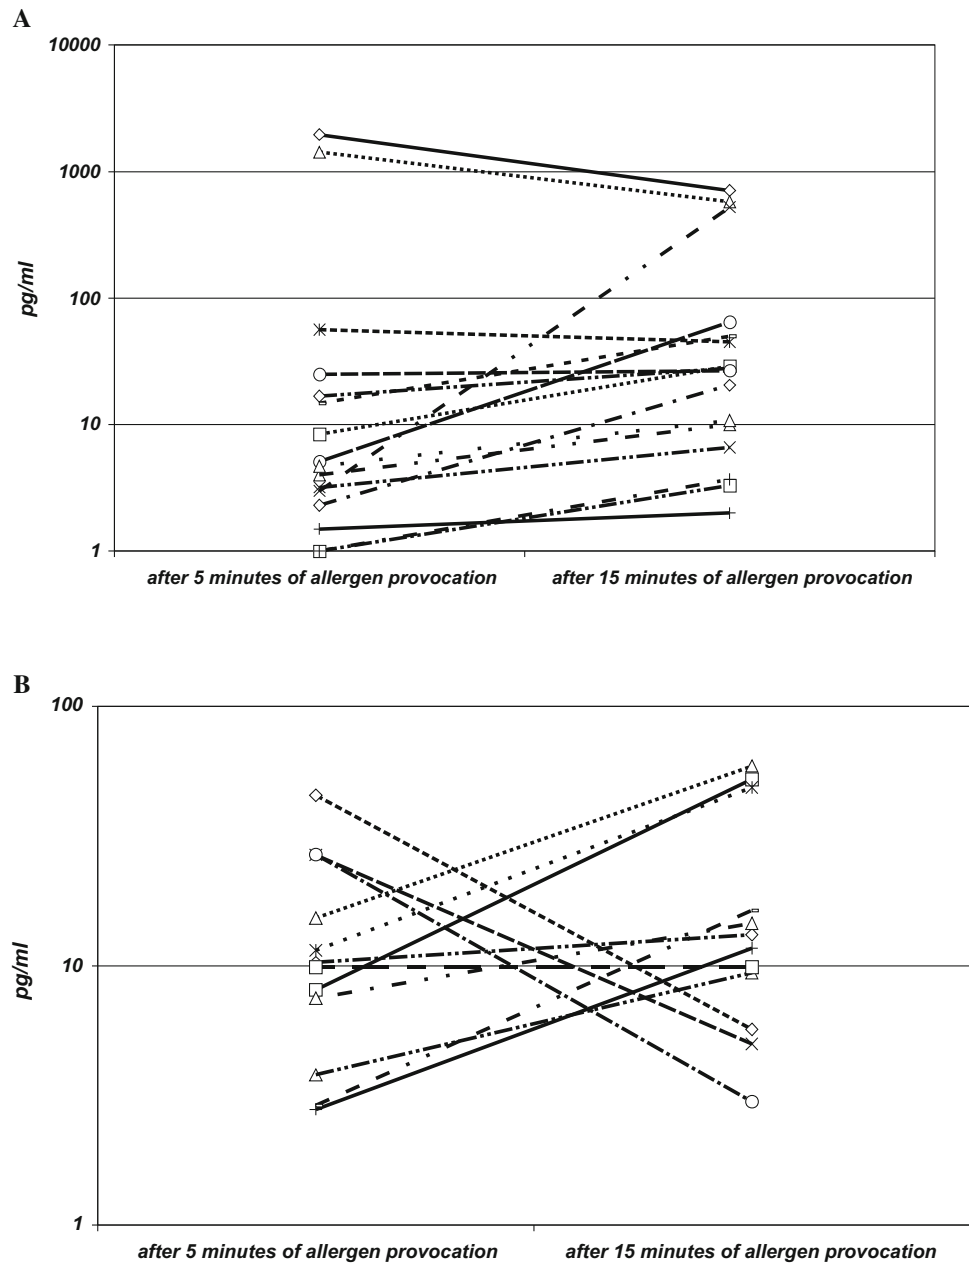 A
10000
1000
100
10
1
pg/ml
after 5 minutes of allergen provocation
after 15 minutes of allergen provocation
B
100
10
1
pg/ml
after 5 minutes of allergen provocation
after 15 minutes of allergen provocation